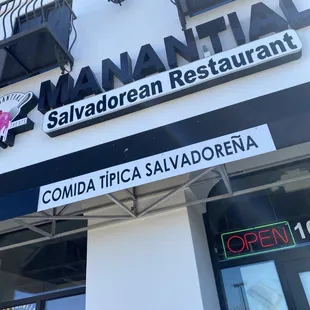 MANANTIAL
Salvadorean Restaurant
COMIDA TÍPICA SALVADOREÑA
OPEN